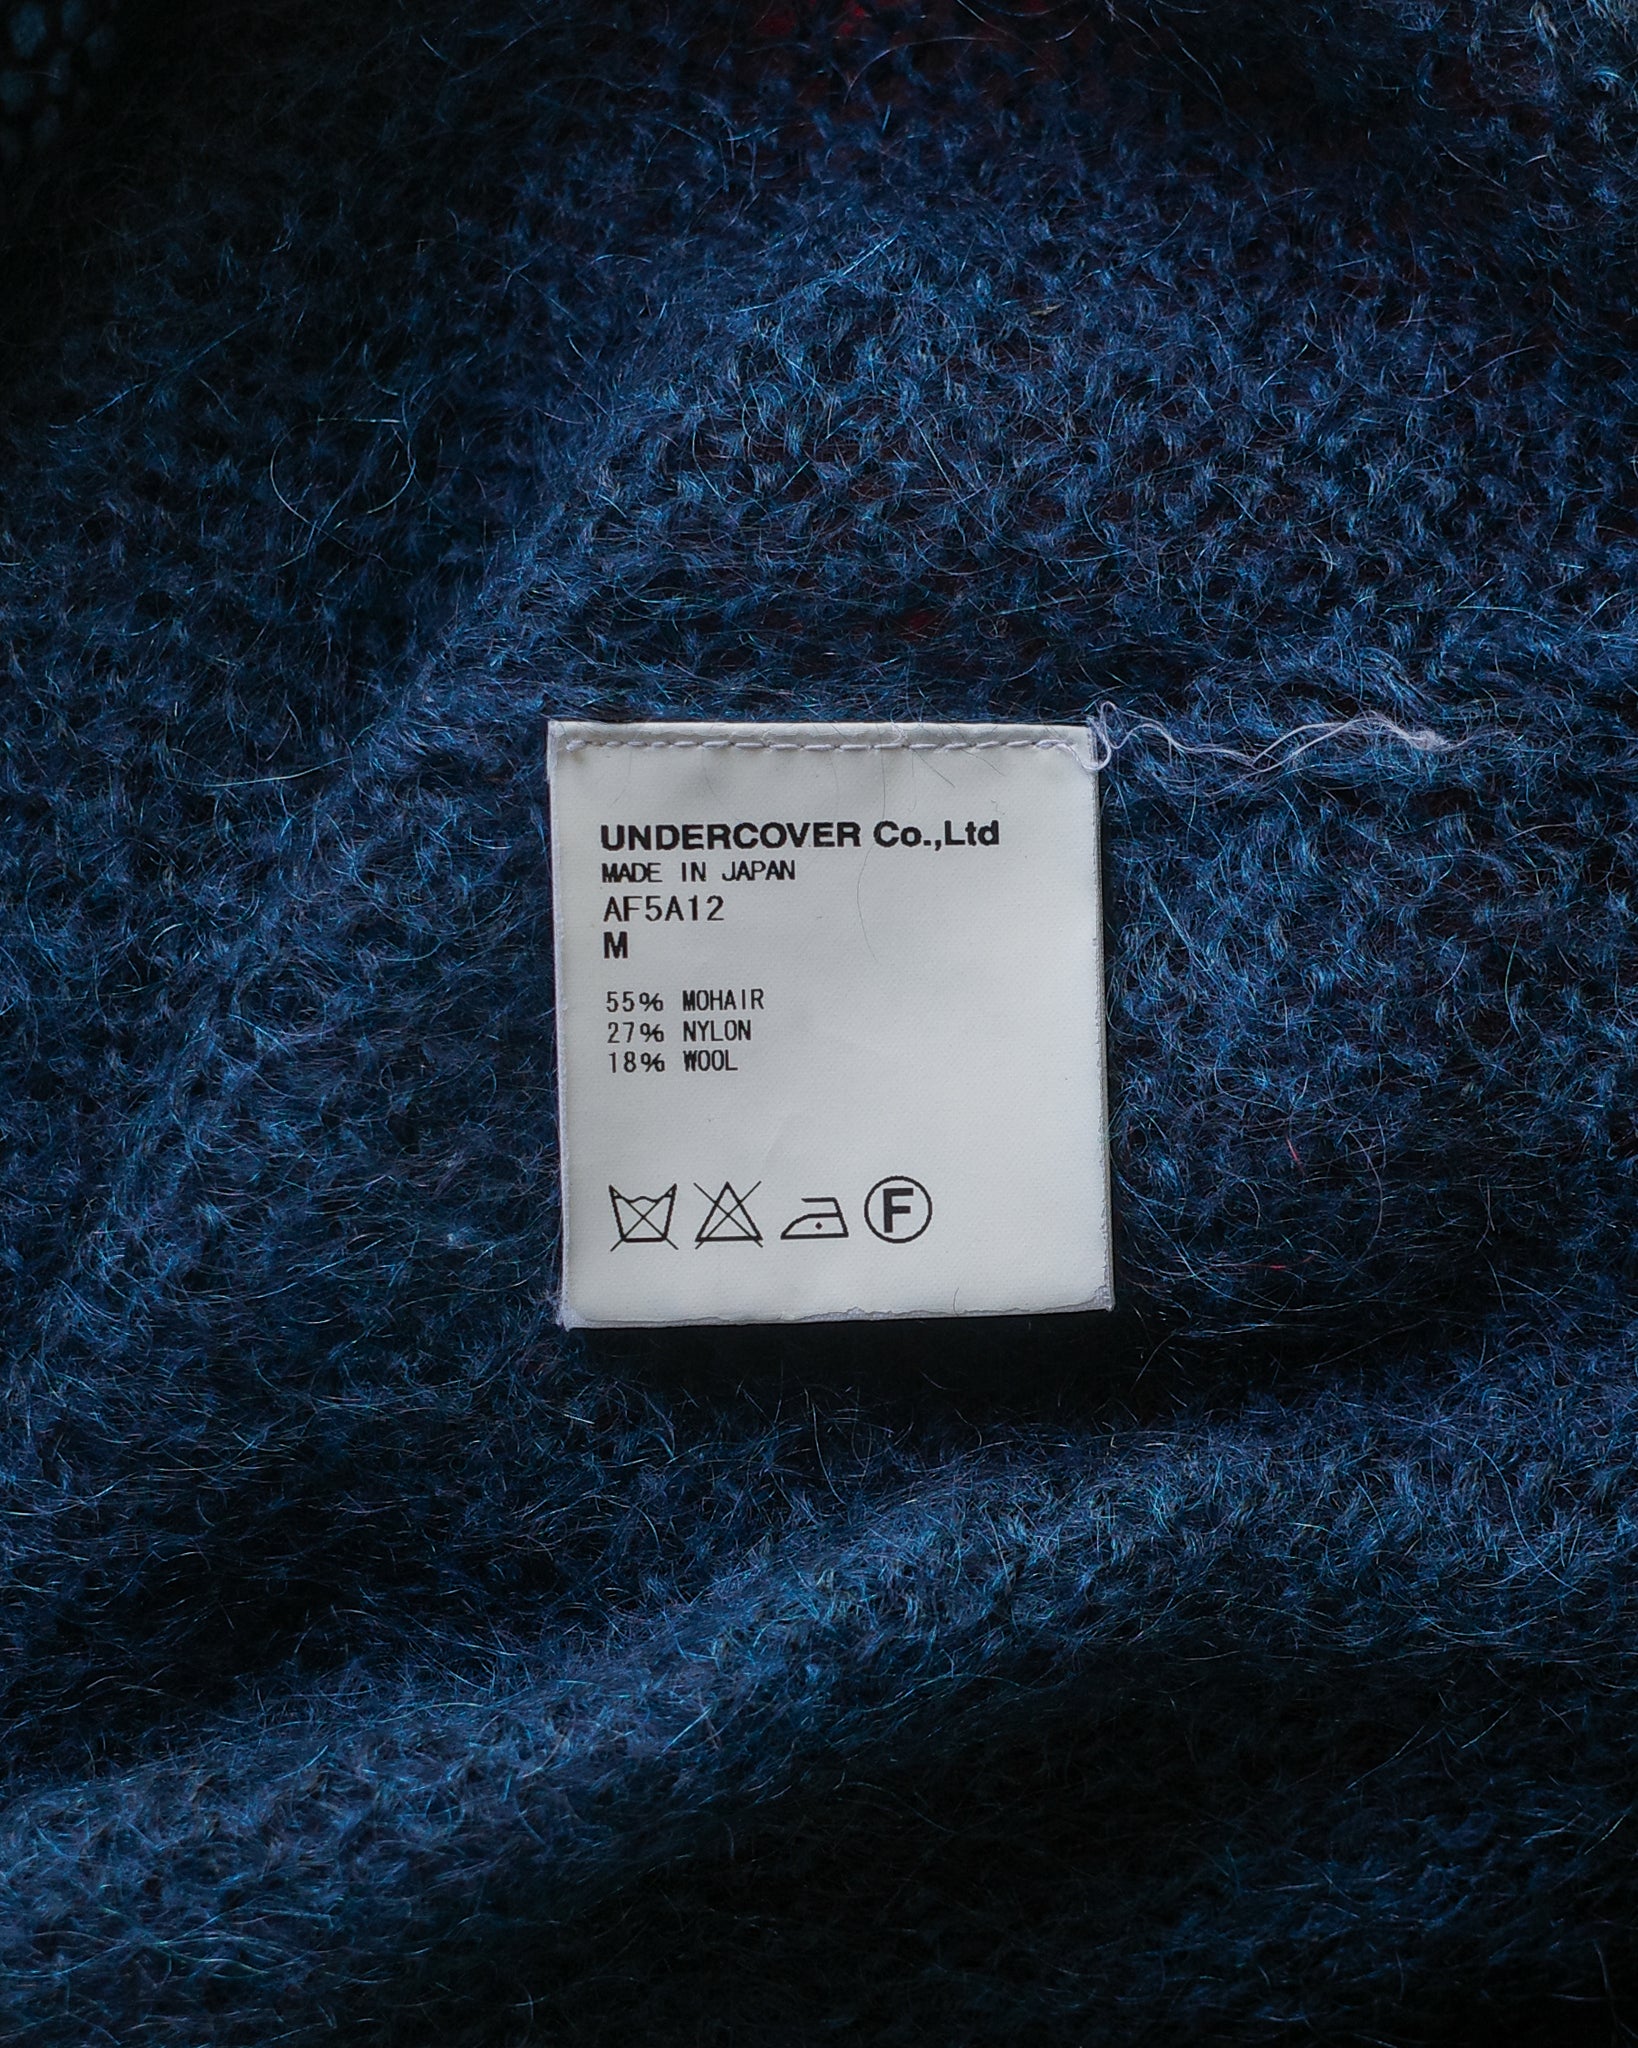 UNDERCOVER Co.,Ltd
MADE IN JAPAN
AF5A12
M
55% MOHAIR
27% NYLON
18% WOOL
F